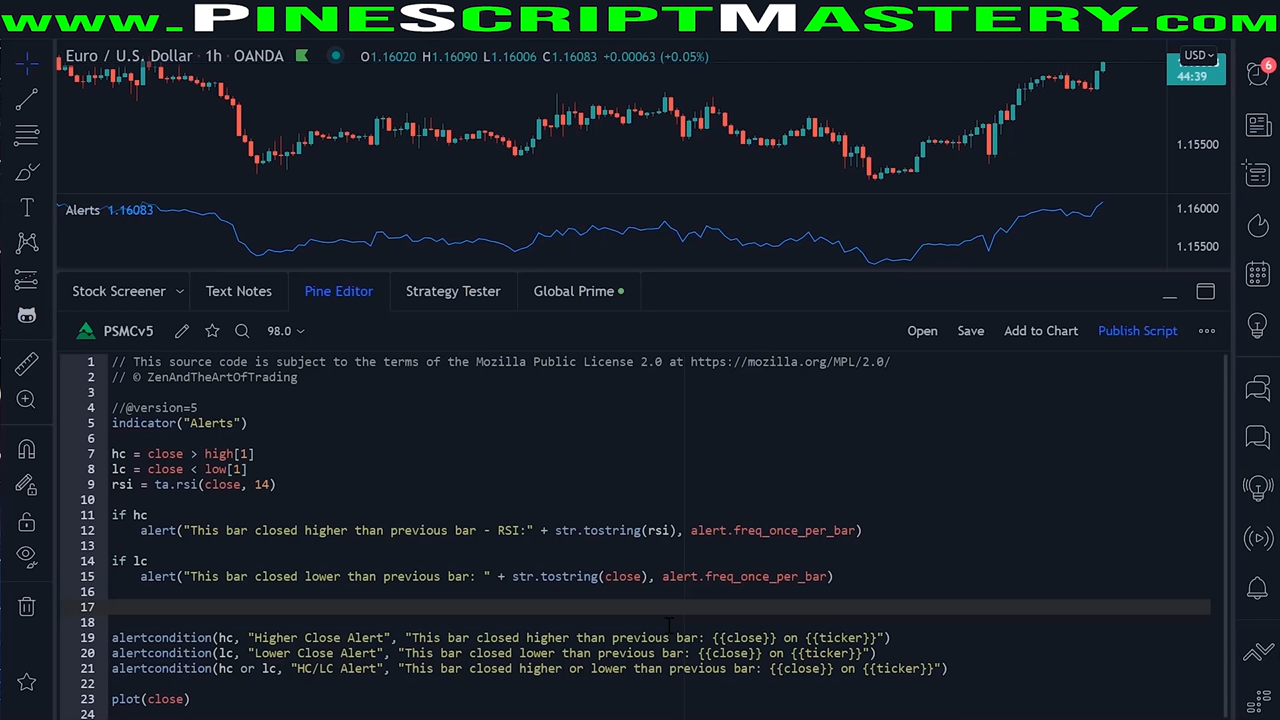 www.PineScriptMastery.com
Euro / U.S. Dollar · 1h · OANDA O1.16020 H1.16090 L1.16006 C1.16083 +0.00063 (+0.05%)
USD
44:39
6
1.15500
Alerts 1.16083
1.16000
1.15500
Stock Screener Text Notes Pine Editor Strategy Tester Global Prime
PSMCv5 98.0 Open Save Add to Chart Publish Script
1 // This source code is subject to the terms of the Mozilla Public License 2.0 at https://mozilla.org/MPL/2.0/
2 // © ZenAndTheArtOfTrading
3
4 //@version=5
5 indicator("Alerts")
6
7 hc = close > high[1]
8 lc = close < low[1]
9 rsi = ta.rsi(close, 14)
10
11 if hc
12 alert("This bar closed higher than previous bar - RSI:" + str.tostring(rsi), alert.freq_once_per_bar)
13
14 if lc
15 alert("This bar closed lower than previous bar: " + str.tostring(close), alert.freq_once_per_bar)
16
17
18
19 alertcondition(hc, "Higher Close Alert", "This bar closed higher than previous bar: {{close}} on {{ticker}}")
20 alertcondition(lc, "Lower Close Alert", "This bar closed lower than previous bar: {{close}} on {{ticker}}")
21 alertcondition(hc or lc, "HC/LC Alert", "This bar closed higher or lower than previous bar: {{close}} on {{ticker}}")
22
23 plot(close)
24